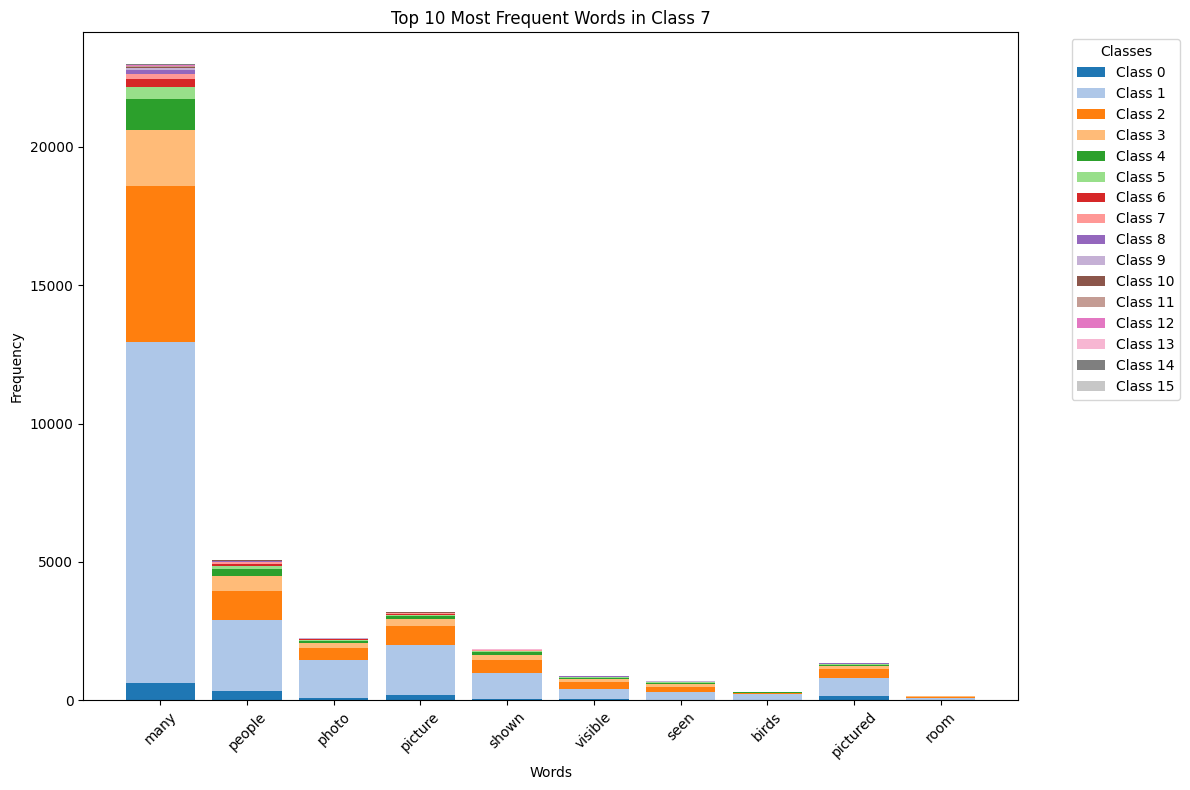 Top 10 Most Frequent Words in Class 7
Classes
Class 0
Class 1
Class 2
Class 3
Class 4
Class 5
Class 6
Class 7
Class 8
Class 9
Class 10
Class 11
Class 12
Class 13
Class 14
Class 15
Frequency
20000
15000
10000
5000
0
many
people
photo
picture
shown
visible
seen
birds
pictured
room
Words